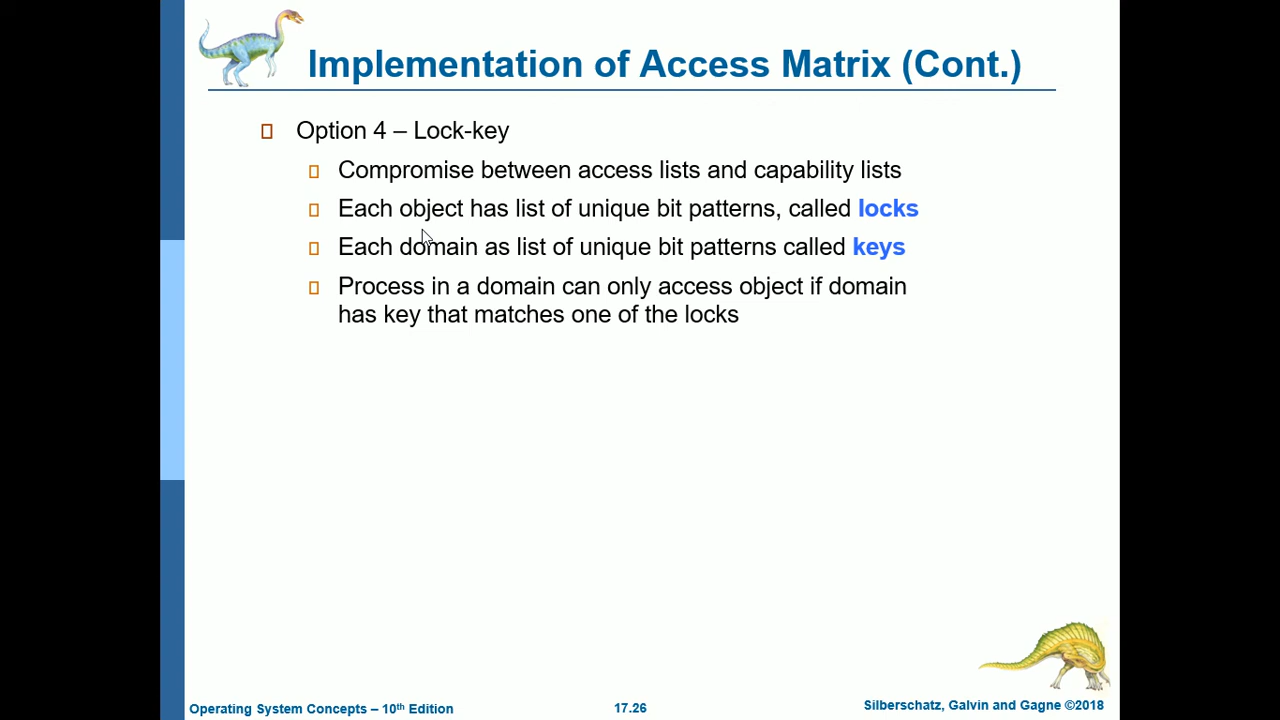 Implementation of Access Matrix (Cont.)
Option 4 – Lock-key
Compromise between access lists and capability lists
Each object has list of unique bit patterns, called locks
Each domain as list of unique bit patterns called keys
Process in a domain can only access object if domain
has key that matches one of the locks
Operating System Concepts – 10th Edition
17.26
Silberschatz, Galvin and Gagne ©2018